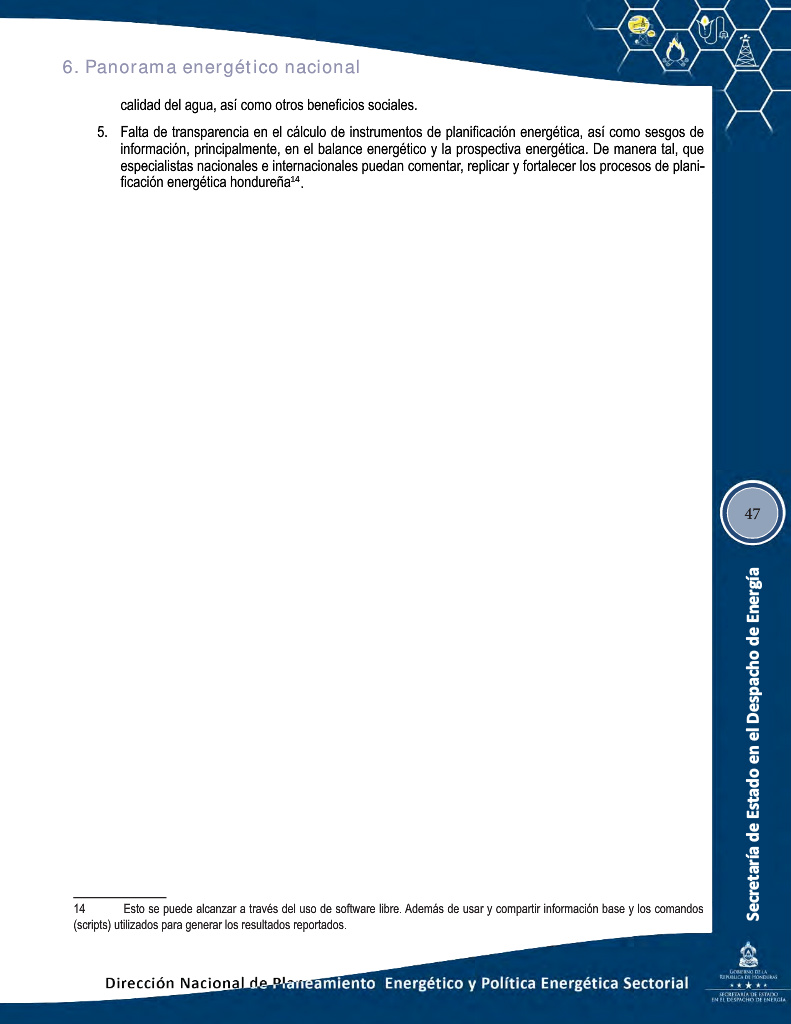 6. Panorama energético nacional
calidad del agua, así como otros beneficios sociales.
5. Falta de transparencia en el cálculo de instrumentos de planificación energética, así como sesgos de
información, principalmente, en el balance energético y la prospectiva energética. De manera tal, que
especialistas nacionales e internacionales puedan comentar, replicar y fortalecer los procesos de plani-
ficación energética hondureña¹⁴.
47
Secretaría de Estado en el Despacho de Energía
14 Esto se puede alcanzar a través del uso de software libre. Además de usar y compartir información base y los comandos
(scripts) utilizados para generar los resultados reportados.
Dirección Nacional de Planeamiento Energético y Política Energética Sectorial
GOBIERNO DE LA
REPÚBLICA DE HONDURAS
SECRETARÍA DE ESTADO
EN EL DESPACHO DE ENERGÍA